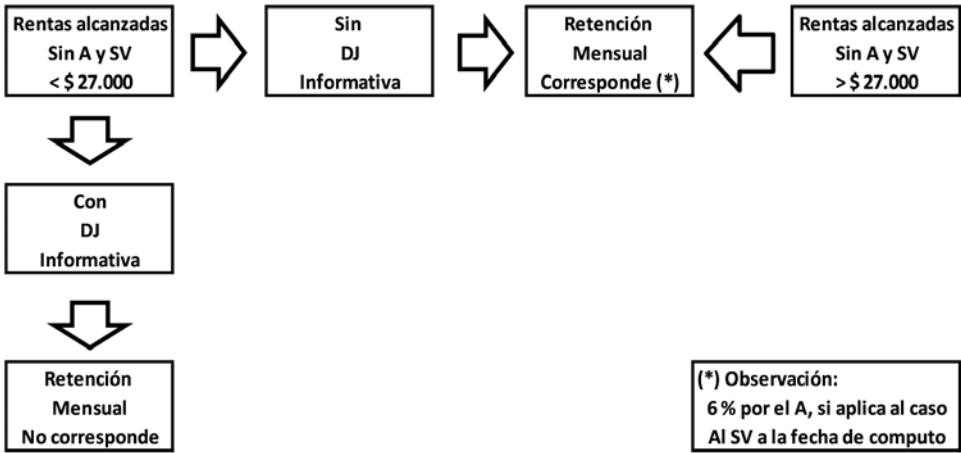 Rentas alcanzadas
Sin A y SV
< $ 27.000
Sin
DJ
Informativa
Retención
Mensual
Corresponde (*)
Rentas alcanzadas
Sin A y SV
> $ 27.000
Con
DJ
Informativa
Retención
Mensual
No corresponde
(*) Observación:
6 % por el A, si aplica al caso
Al SV a la fecha de computo